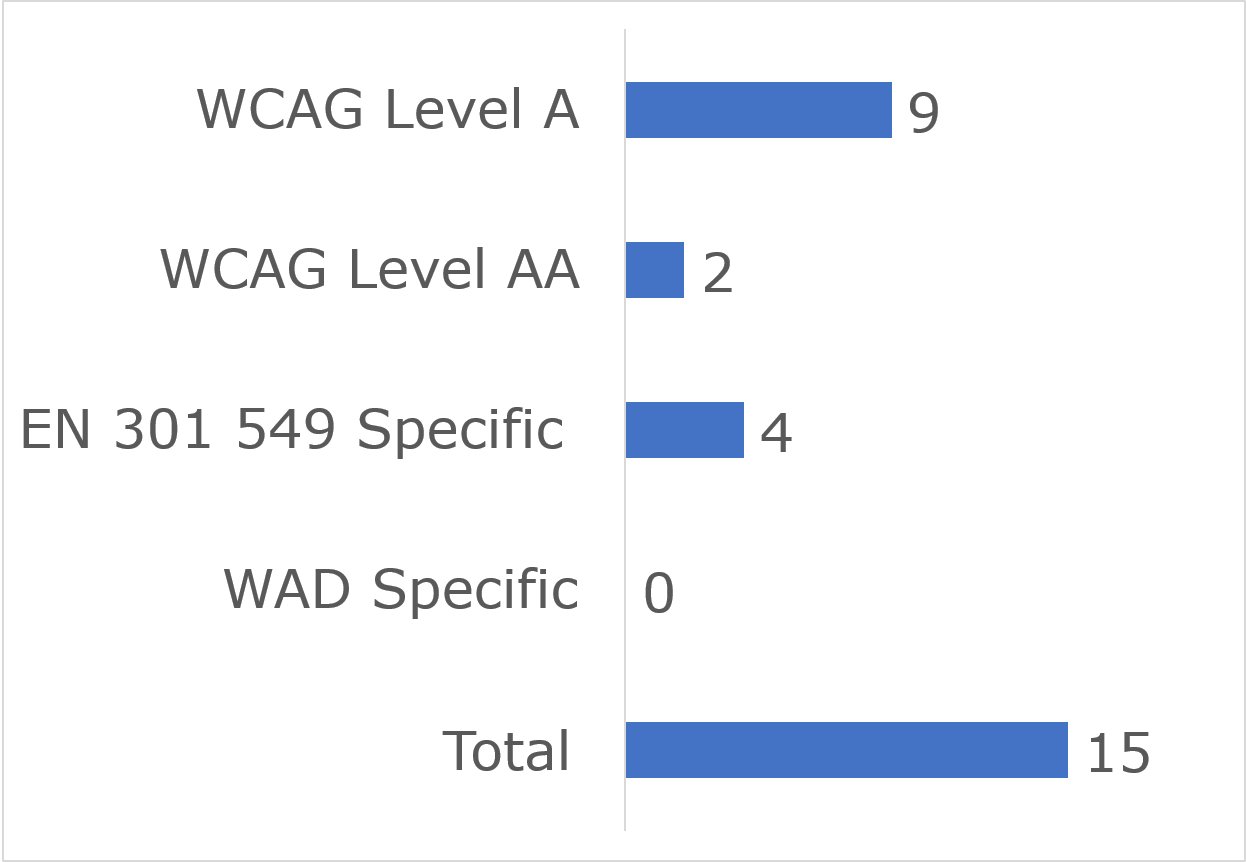 WCAG Level A 9
WCAG Level AA 2
EN 301 549 Specific 4
WAD Specific 0
Total 15